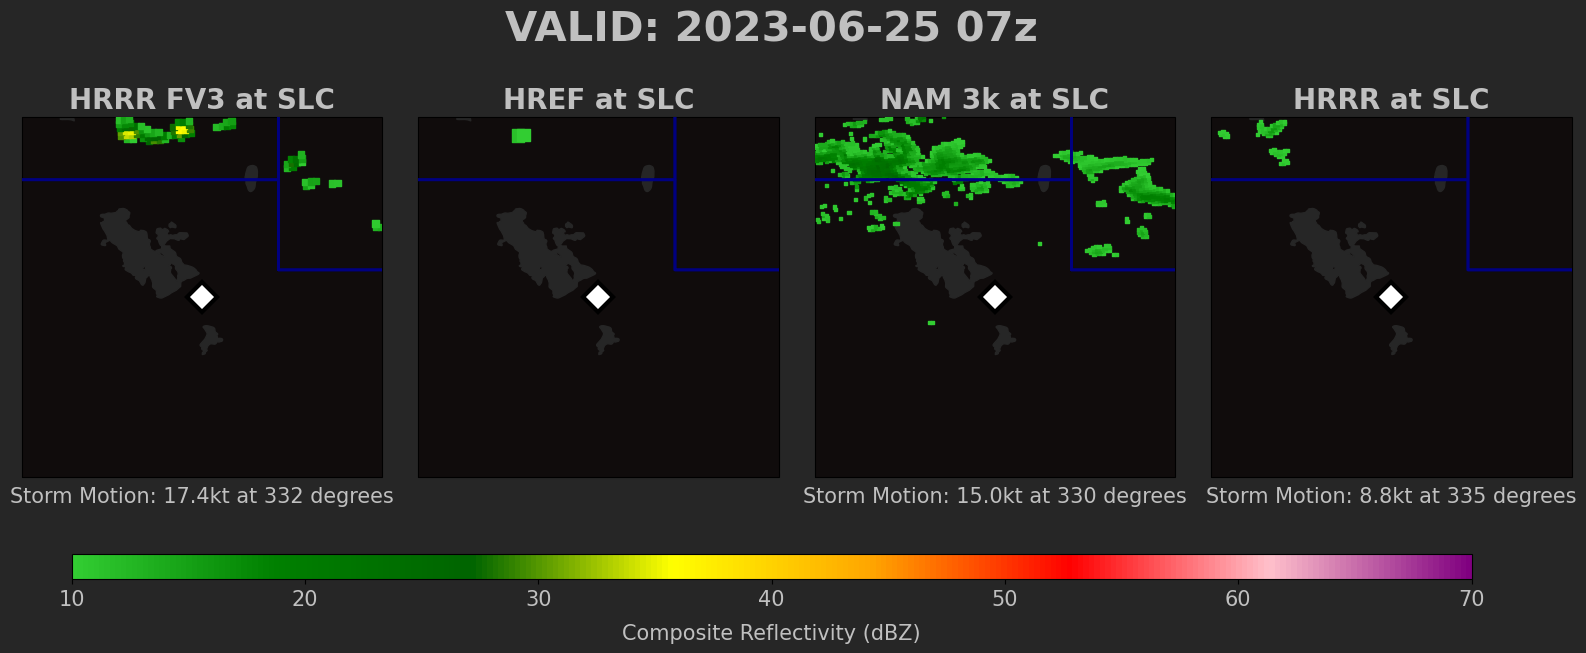 VALID: 2023-06-25 07z
HRRR FV3 at SLC
HREF at SLC
NAM 3k at SLC
HRRR at SLC
Storm Motion: 17.4kt at 332 degrees
Storm Motion: 15.0kt at 330 degrees
Storm Motion: 8.8kt at 335 degrees
10 20 30 40 50 60 70
Composite Reflectivity (dBZ)